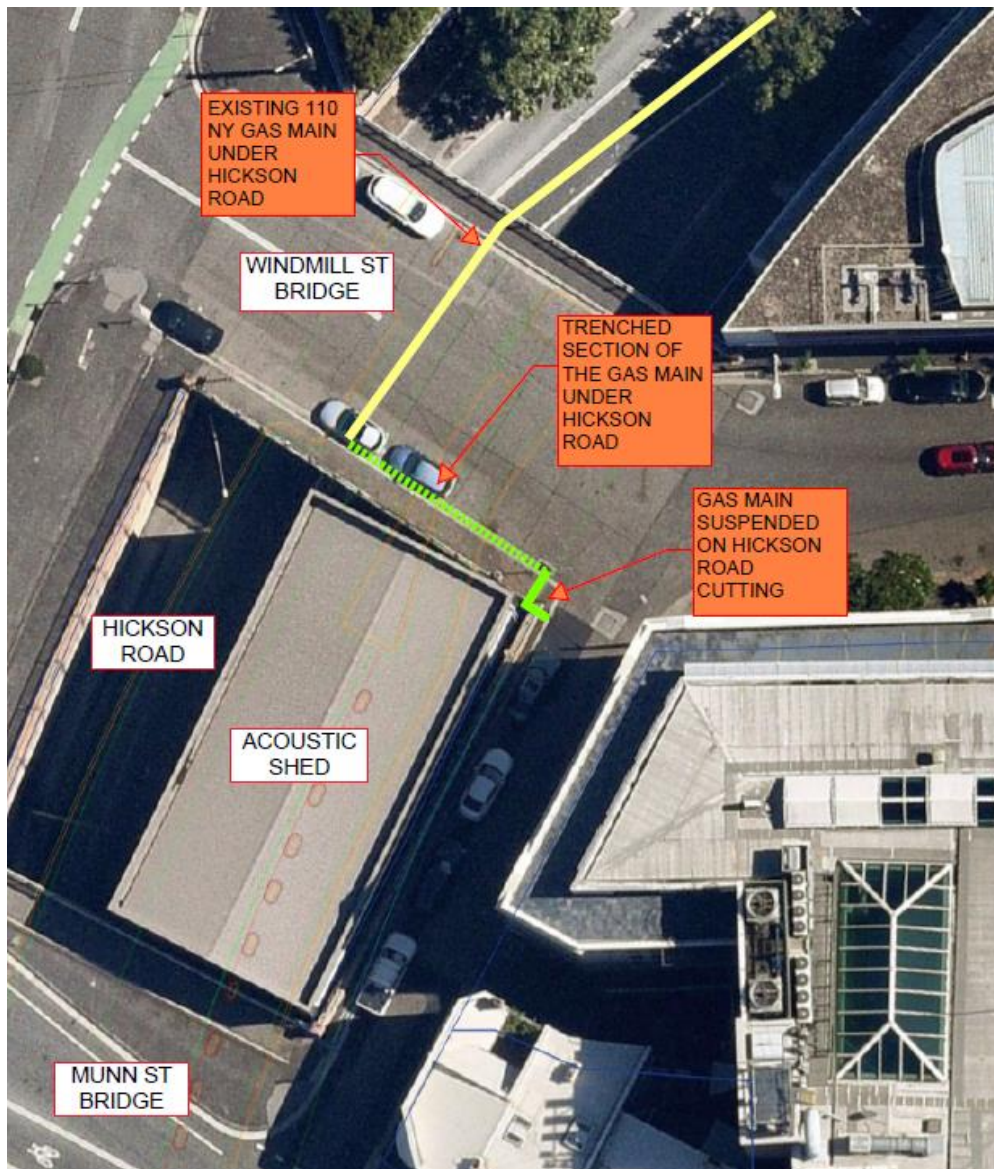 EXISTING 110
NY GAS MAIN
UNDER
HICKSON
ROAD
WINDMILL ST
BRIDGE
TRENCHED
SECTION OF
THE GAS MAIN
UNDER
HICKSON
ROAD
GAS MAIN
SUSPENDED
ON HICKSON
ROAD
CUTTING
HICKSON
ROAD
ACOUSTIC
SHED
MUNN ST
BRIDGE